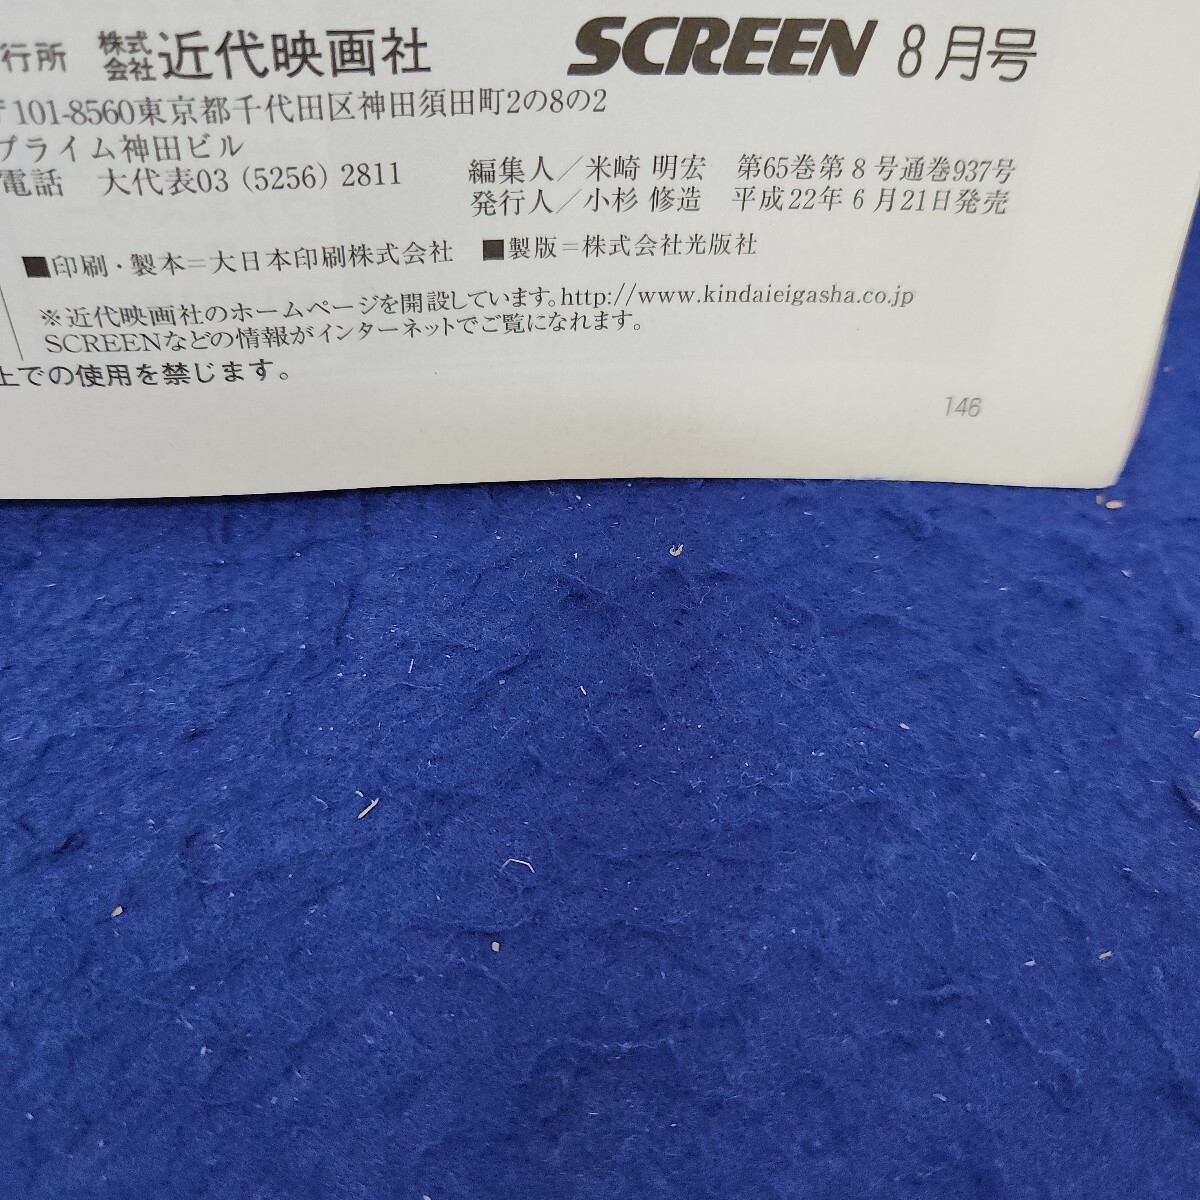 行所 株式会社 近代映画社 SCREEN 8月号
〒101-8560東京都千代田区神田須田町2の8の2
プライム神田ビル
電話 大代表03 (5256) 2811
編集人／米崎 明宏 第65巻第8号通巻937号
発行人／小杉 修造 平成22年6月21日発売
■印刷・製本＝大日本印刷株式会社 ■製版＝株式会社光版社
※近代映画社のホームページを開設しています。http://www.kindaieigasha.co.jp
SCREENなどの情報がインターネットでご覧になれます。
上での使用を禁じます。
146